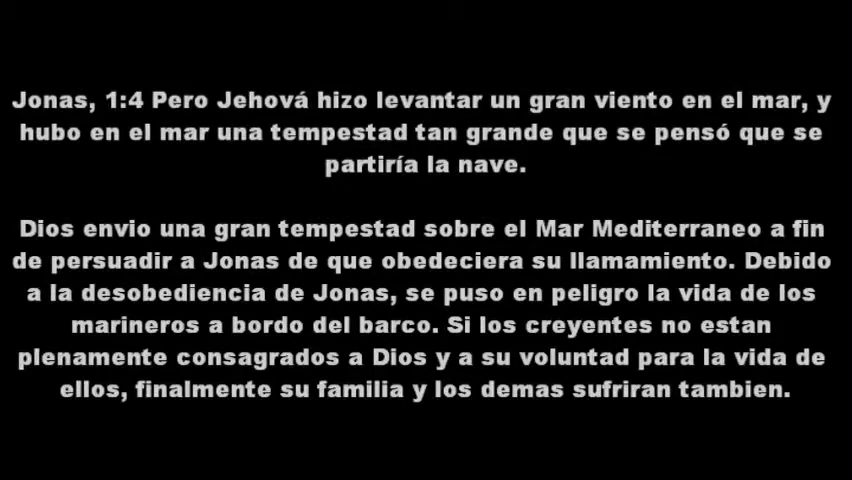 Jonas, 1:4 Pero Jehová hizo levantar un gran viento en el mar, y
hubo en el mar una tempestad tan grande que se pensó que se
partiría la nave.
Dios envio una gran tempestad sobre el Mar Mediterraneo a fin
de persuadir a Jonas de que obedeciera su llamamiento. Debido
a la desobediencia de Jonas, se puso en peligro la vida de los
marineros a bordo del barco. Si los creyentes no estan
plenamente consagrados a Dios y a su voluntad para la vida de
ellos, finalmente su familia y los demas sufriran tambien.